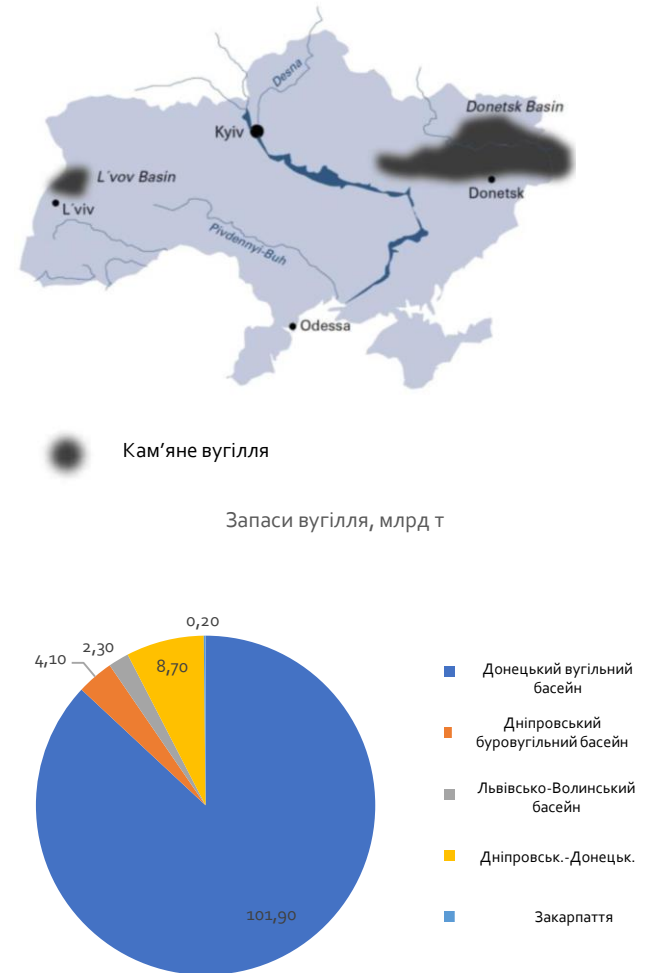 Desna
Donetsk Basin
Kyiv
L´vov Basin
Donetsk
L´viv
Pivdennyi-Buh
Odessa
Кам’яне вугілля
Запаси вугілля, млрд т
0,20
2,30
4,10
8,70
101,90
Донецький вугільний
басейн
Дніпровський
буровугільний басейн
Львівсько-Волинський
басейн
Дніпровськ.-Донецьк.
Закарпаття